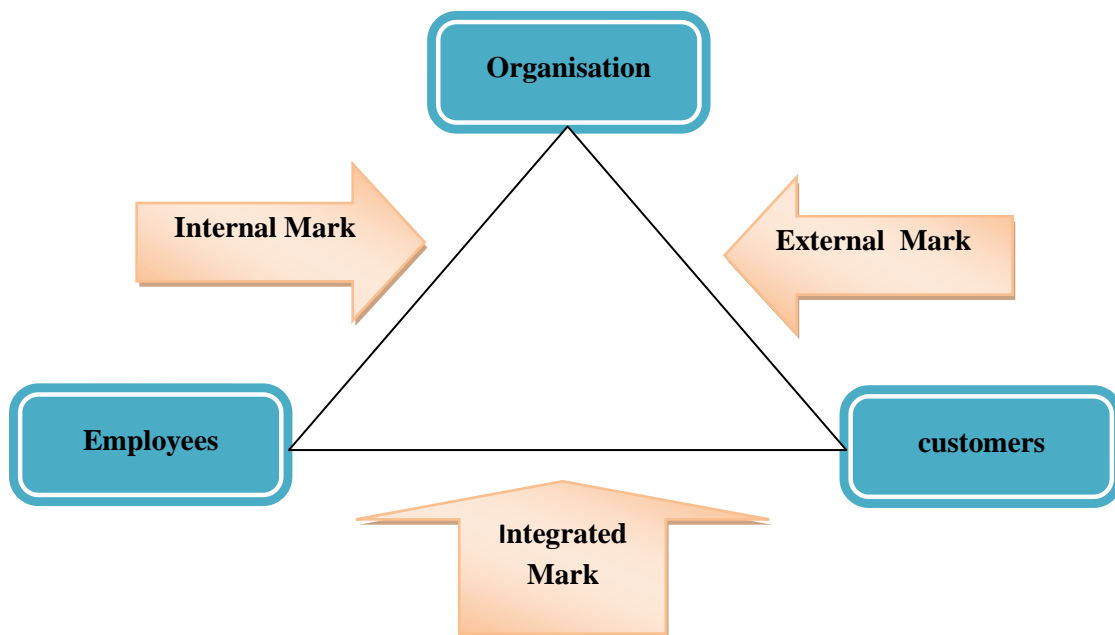 Organisation
Internal Mark
External Mark
Employees
customers
Integrated
Mark